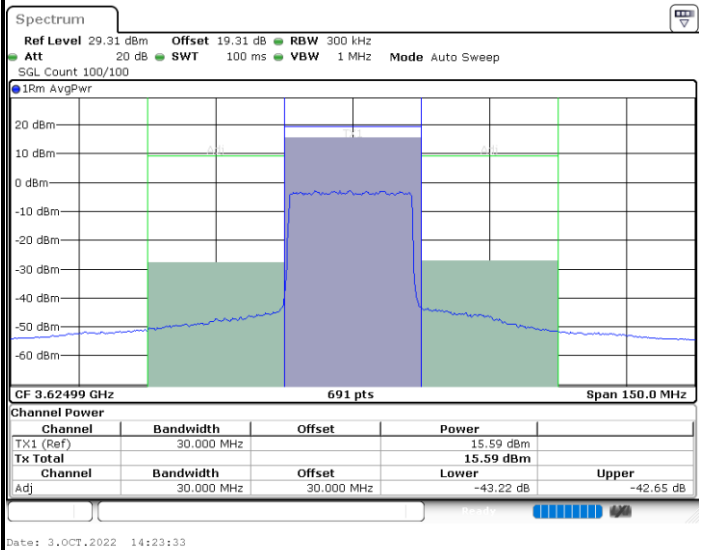 Spectrum
Ref Level 29.31 dBm Offset 19.31 dB RBW 300 kHz
Att 20 dB SWT 100 ms VBW 1 MHz Mode Auto Sweep
SGL Count 100/100
1Rm AvgPwr
20 dBm
TX1
10 dBm
Adj
Adj
0 dBm
-10 dBm
-20 dBm
-30 dBm
-40 dBm
-50 dBm
-60 dBm
CF 3.62499 GHz 691 pts Span 150.0 MHz
Channel Power
Channel Bandwidth Offset Power
TX1 (Ref) 30.000 MHz 15.59 dBm
Tx Total 15.59 dBm
Channel Bandwidth Offset Lower Upper
Adj 30.000 MHz 30.000 MHz -43.22 dB -42.65 dB
Ready
Date: 3.OCT.2022 14:23:33